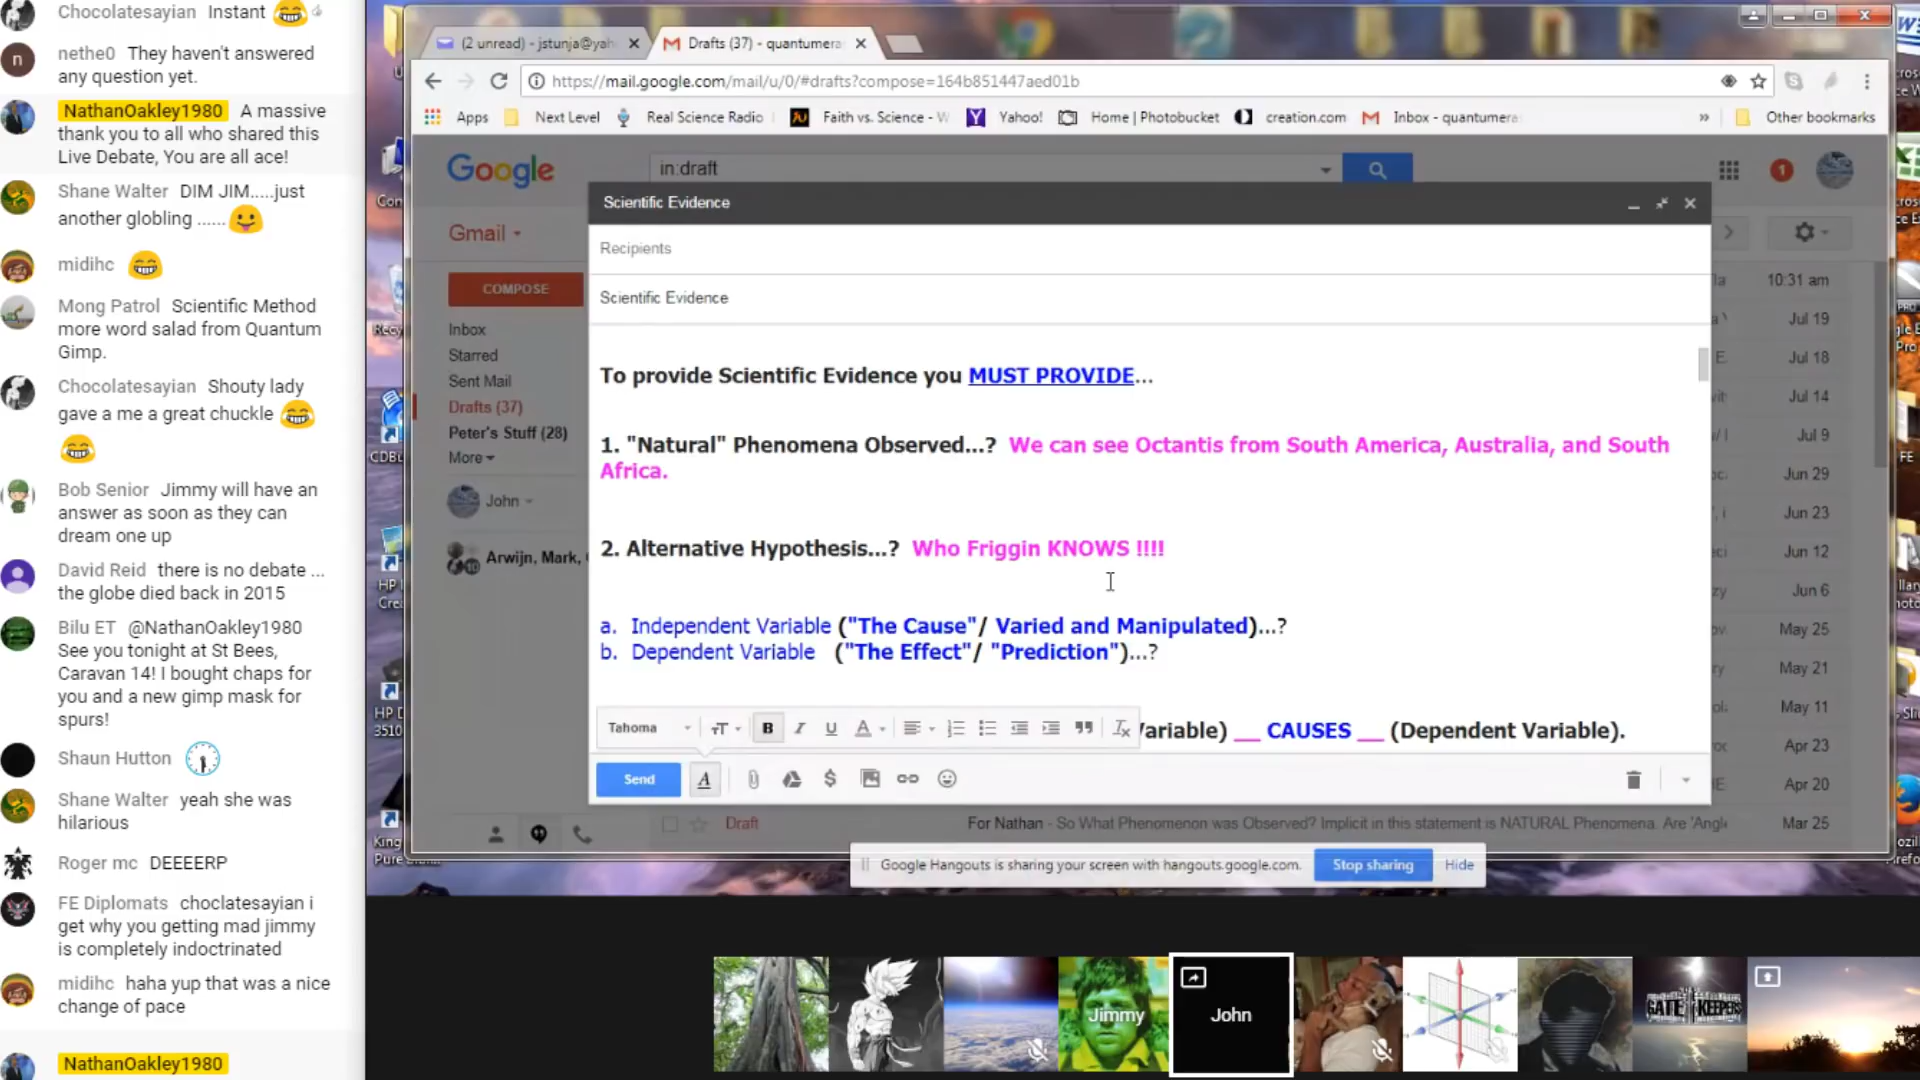 Chocolatesayian Instant
nethe0 They haven't answered
any question yet.
NathanOakley1980 A massive
thank you to all who shared this
Live Debate, You are all ace!
Shane Walter DIM JIM.....just
another globling ......
midihc
Mong Patrol Scientific Method
more word salad from Quantum
Gimp.
Chocolatesayian Shouty lady
gave a me a great chuckle
Bob Senior Jimmy will have an
answer as soon as they can
dream one up
David Reid there is no debate ...
the globe died back in 2015
Bilu ET @NathanOakley1980
See you tonight at St Bees,
Caravan 14! I bought chaps for
you and a new gimp mask for
spurs!
Shaun Hutton
Shane Walter yeah she was
hilarious
Roger mc DEEEERP
FE Diplomats choclatesayian i
get why you getting mad jimmy
is completely indoctrinated
midihc haha yup that was a nice
change of pace
NathanOakley1980
(2 unread) - jstunja@yah
Drafts (37) - quantumera
https://mail.google.com/mail/u/0/#drafts?compose=164b851447aed01b
Apps Next Level Real Science Radio Faith vs. Science - W Yahoo! Home | Photobucket creation.com Inbox - quantumera » Other bookmarks
Google in:draft 1
Gmail
COMPOSE
Inbox
Starred
Sent Mail
Drafts (37)
Peter's Stuff (28)
More
John
Arwijn, Mark,
Scientific Evidence
Recipients
Scientific Evidence
To provide Scientific Evidence you MUST PROVIDE...
1. "Natural" Phenomena Observed...? We can see Octantis from South America, Australia, and South
Africa.
2. Alternative Hypothesis...? Who Friggin KNOWS !!!!
a. Independent Variable ("The Cause"/ Varied and Manipulated)...?
b. Dependent Variable ("The Effect"/ "Prediction")...?
Variable) __ CAUSES __ (Dependent Variable).
Tahoma
Send
10:31 am
Jul 19
Jul 18
Jul 14
Jul 9
Jun 29
Jun 23
Jun 12
Jun 6
May 25
May 21
May 11
Apr 23
Apr 20
Draft For Nathan - So What Phenomenon was Observed? Implicit in this statement is NATURAL Phenomena. Are 'Angle Mar 25
Google Hangouts is sharing your screen with hangouts.google.com. Stop sharing Hide
Jimmy
John
GATE KEEPERS